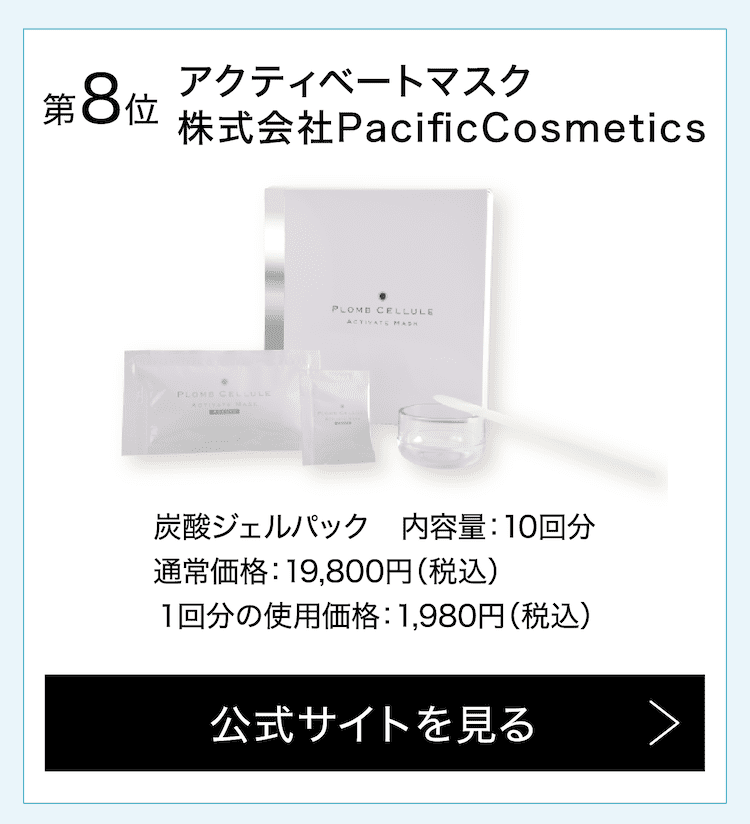 第8位
アクティベートマスク
株式会社PacificCosmetics
PLOMB CELLULE
ACTIVATE MASK
PLOMB CELLULE
ACTIVATE MASK
PLOMB CELLULE
炭酸ジェルパック　内容量：10回分
通常価格：19,800円（税込）
1回分の使用価格：1,980円（税込）
公式サイトを見る